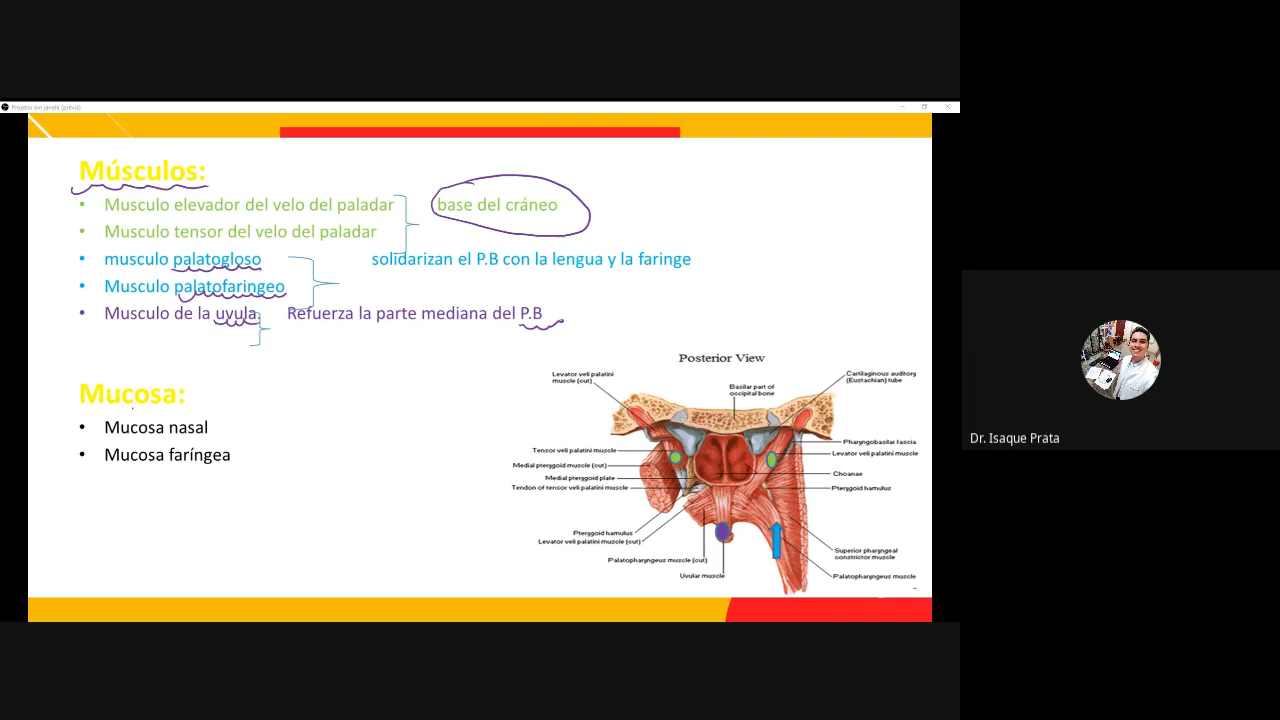 Projetor em janela (prévia)
Músculos:
• Musculo elevador del velo del paladar base del cráneo
• Musculo tensor del velo del paladar
• musculo palatogloso solidarizan el P.B con la lengua y la faringe
• Musculo palatofaringeo
• Musculo de la uvula. Refuerza la parte mediana del P.B
Mucosa:
• Mucosa nasal
• Mucosa faríngea
Posterior View
Levator veli palatini
muscle (cut)
Basilar part of
occipital bone
Cartilaginous auditory
(Eustachian) tube
Tensor veli palatini muscle
Medial pterygoid muscle (cut)
Medial pterygoid plate
Tendon of tensor veli palatini muscle
Pterygoid hamulus
Levator veli palatini muscle (cut)
Palatopharyngeus muscle (cut)
Uvular muscle
Pharyngobasilar fascia
Levator veli palatini muscle
Choanae
Pterygoid hamulus
Superior pharyngeal
constrictor muscle
Palatopharyngeus muscle
Dr. Isaque Prata